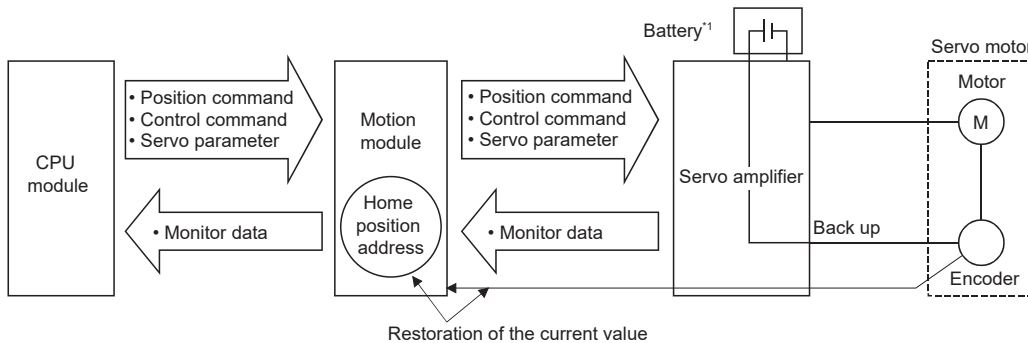 Battery*1
Servo motor
Motor
M
• Position command
• Control command
• Servo parameter
• Position command
• Control command
• Servo parameter
Motion
module
CPU
module
Servo amplifier
Home
position
address
• Monitor data
• Monitor data
Back up
Encoder
Restoration of the current value